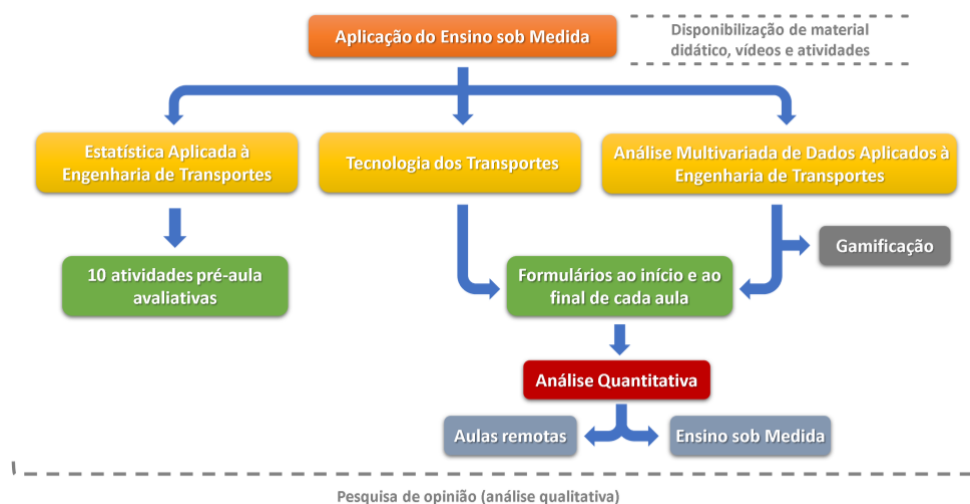 Aplicação do Ensino sob Medida
Disponibilização de material
didático, vídeos e atividades
Estatística Aplicada à
Engenharia de Transportes
Tecnologia dos Transportes
Análise Multivariada de Dados Aplicados à
Engenharia de Transportes
Gamificação
10 atividades pré-aula
avaliativas
Formulários ao início e ao
final de cada aula
Análise Quantitativa
Aulas remotas
Ensino sob Medida
Pesquisa de opinião (análise qualitativa)